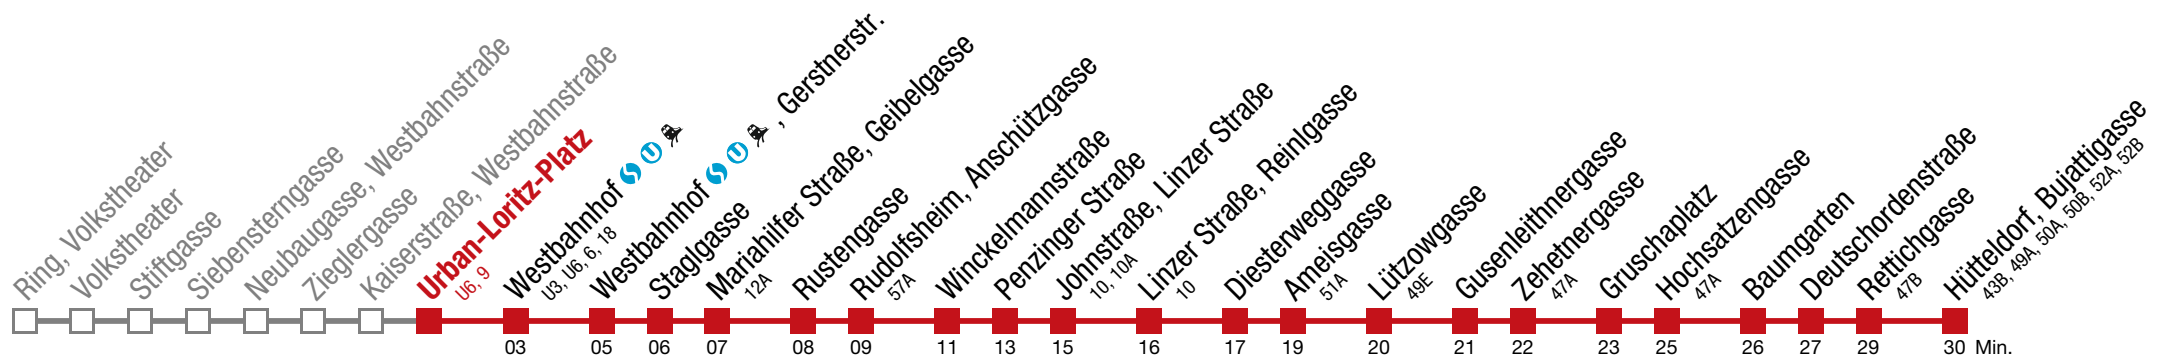 Ring, Volkstheater
Volkstheater
Stiftgasse
Siebensterngasse
Neubaugasse, Westbahnstraße
Zieglergasse
Kaiserstraße, Westbahnstraße
Urban-Loritz-Platz
U6, 9
Westbahnhof
U3, U6, 6, 18
Westbahnhof , Gerstnerstr.
Staglgasse
Mariahilfer Straße, Geibelgasse
12A
Rustengasse
Rudolfsheim, Anschützgasse
57A
Winckelmannstraße
Penzinger Straße
Johnstraße, Linzer Straße
10, 10A
Linzer Straße, Reinlgasse
10
Diesterweggasse
Ameisgasse
51A
Lützowgasse
49E
Gusenleithnergasse
Zehetnergasse
47A
Gruschaplatz
Hochsatzengasse
47A
Baumgarten
Deutschordenstraße
Rettichgasse
47B
Hütteldorf, Bujattigasse
43B, 49A, 50A, 50B, 52A, 52B
03 05 06 07 08 09 11 13 15 16 17 19 20 21 22 23 25 26 27 29 30 Min.